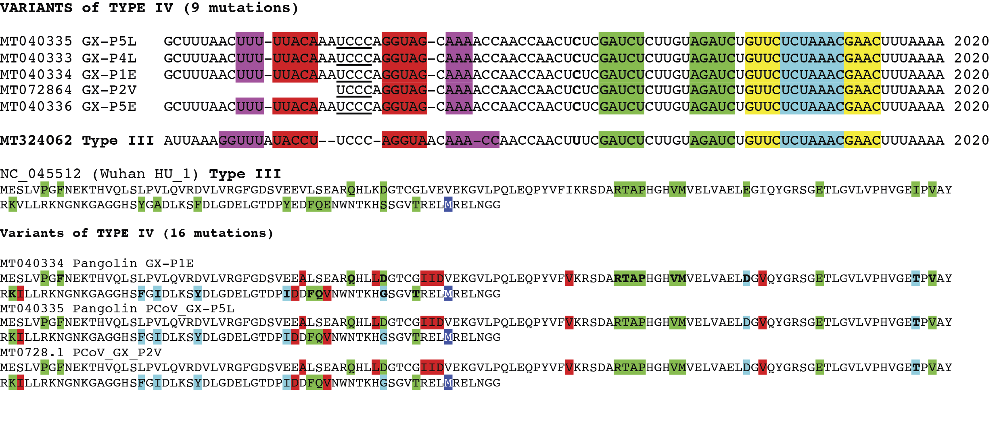 VARIANTS of TYPE IV (9 mutations)
MT040335 GX-P5L GCUUUAACUUU-UUACAAAUCCCAGGUAG-CAAAACCAACCAACUCUCGAUCUCUUGUAGAUCUGUUCUCUAAACGAACUUUAAAA 2020
MT040333 GX-P4L GCUUUAACUUU-UUACAAAUCCCAGGUAG-CAAAACCAACCAACUCUCGAUCUCUUGUAGAUCUGUUCUCUAAACGAACUUUAAAA 2020
MT040334 GX-P1E GCUUUAACUUU-UUACAAAUCCCAGGUAG-CAAAACCAACCAACUCUCGAUCUCUUGUAGAUCUGUUCUCUAAACGAACUUUAAAA 2020
MT072864 GX-P2V UCCCAGGUAG-CAAAACCAACCAACUCUCGAUCUCUUGUAGAUCUGUUCUCUAAACGAACUUUAAAA 2020
MT040336 GX-P5E GCUUUAACUUU-UUACAAAUCCCAGGUAG-CAAAACCAACCAACUCUCGAUCUCUUGUAGAUCUGUUCUCUAAACGAACUUUAAAA 2020
MT324062 Type III AUUAAAGGUUUAUACCU--UCCC-AGGUAACAAA-CCAACCAACUUUCGAUCUCUUGUAGAUCUGUUCUCUAAACGAACUUUAAAA 2020
NC_045512 (Wuhan HU_1) Type III
MESLVPGFNEKTHVQLSLPVLQVRDVLVRGFGDSVEEVLSEARQHLKDGTCGLVEVEKGVLPQLEQPYVFIKRSDARTAPHGHVMVELVAELEGIQYGRSGETLGVLVPHVGEIPVAY
RKVLLRKNGNKGAGGHSYGADLKSFDLGDELGTDPYEDFQENWNTKHSSGVTRELMRELNGG
Variants of TYPE IV (16 mutations)
MT040334 Pangolin GX-P1E
MESLVPGFNEKTHVQLSLPVLQVRDVLVRGFGDSVEEALSEARQHLLDGTCGIIDVEKGVLPQLEQPYVFVKRSDARTAPHGHVMVELVAELDGVQYGRSGETLGVLVPHVGETPVAY
RKILLRKNGNKGAGGHSFGIDLKSYDLGDELGTDPIDDFQVNWNTKHGSGVTRELMRELNGG
MT040335 Pangolin PCoV_GX-P5L
MESLVPGFNEKTHVQLSLPVLQVRDVLVRGFGDSVEEALSEARQHLLDGTCGIIDVEKGVLPQLEQPYVFVKRSDARTAPHGHVMVELVAELDGVQYGRSGETLGVLVPHVGETPVAY
RKILLRKNGNKGAGGHSFGIDLKSYDLGDELGTDPIDDFQVNWNTKHGSGVTRELMRELNGG
MT0728.1 PCoV_GX_P2V
MESLVPGFNEKTHVQLSLPVLQVRDVLVRGFGDSVEEALSEARQHLLDGTCGIIDVEKGVLPQLEQPYVFVKRSDARTAPHGHVMVELVAELDGVQYGRSGETLGVLVPHVGETPVAY
RKILLRKNGNKGAGGHSFGIDLKSYDLGDELGTDPIDDFQVNWNTKHGSGVTRELMRELNGG